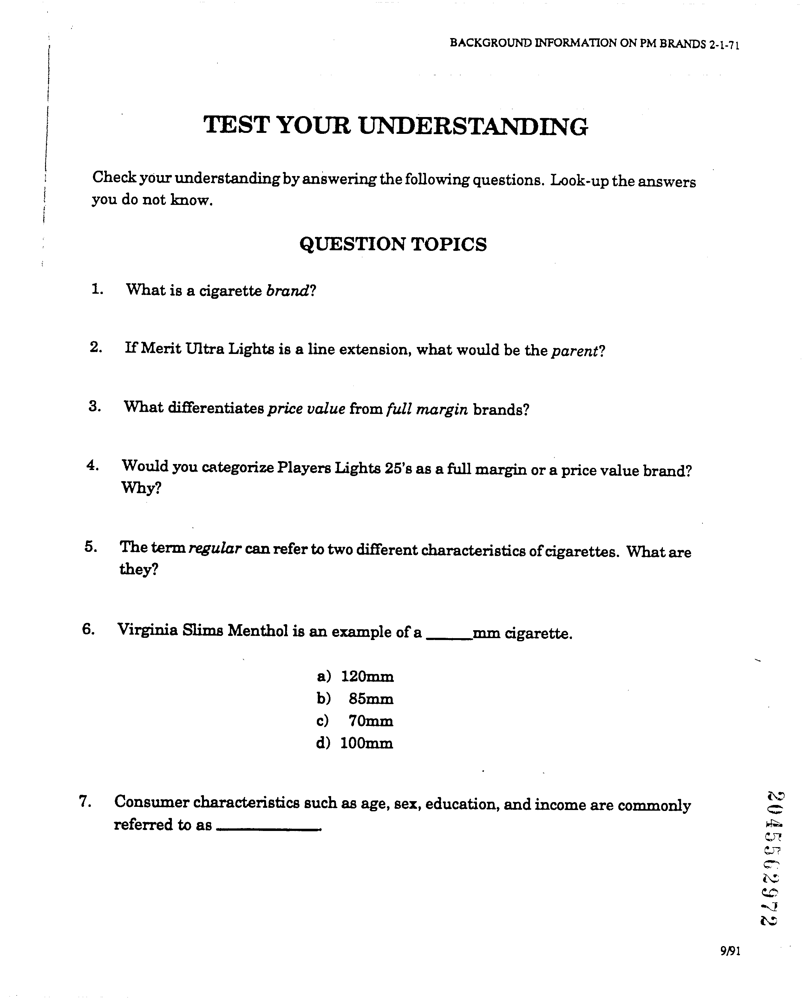 BACKGROUND INFORMATION ON PM BRANDS 2-1-71
TEST YOUR UNDERSTANDING
Check your understanding by answering the following questions. Look-up the answers
you do not know.
QUESTION TOPICS
1. What is a cigarette brand?
2. If Merit Ultra Lights is a line extension, what would be the parent?
3. What differentiates price value from full margin brands?
4. Would you categorize Players Lights 25's as a full margin or a price value brand?
Why?
5. The term regular can refer to two different characteristics of cigarettes. What are
they?
6. Virginia Slims Menthol is an example of a _____mm cigarette.
a) 120mm
b) 85mm
c) 70mm
d) 100mm
7. Consumer characteristics such as age, sex, education, and income are commonly
referred to as ___________
2045562972
9/91